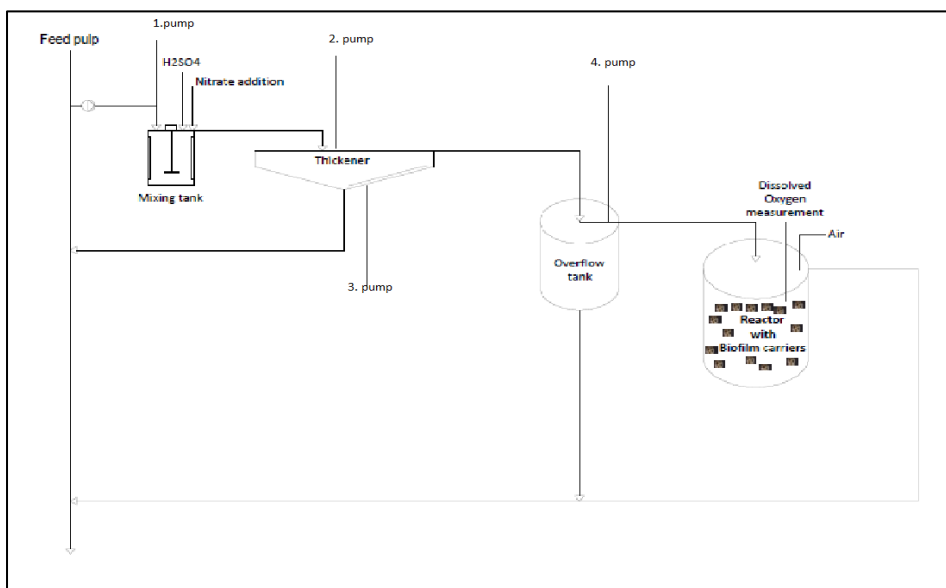 1.pump
2. pump
Feed pulp
4. pump
H2SO4
Nitrate addition
Thickener
Mixing tank
Dissolved
Oxygen
measurement
Air
Overflow
tank
3. pump
Reactor
with
Biofilm carriers